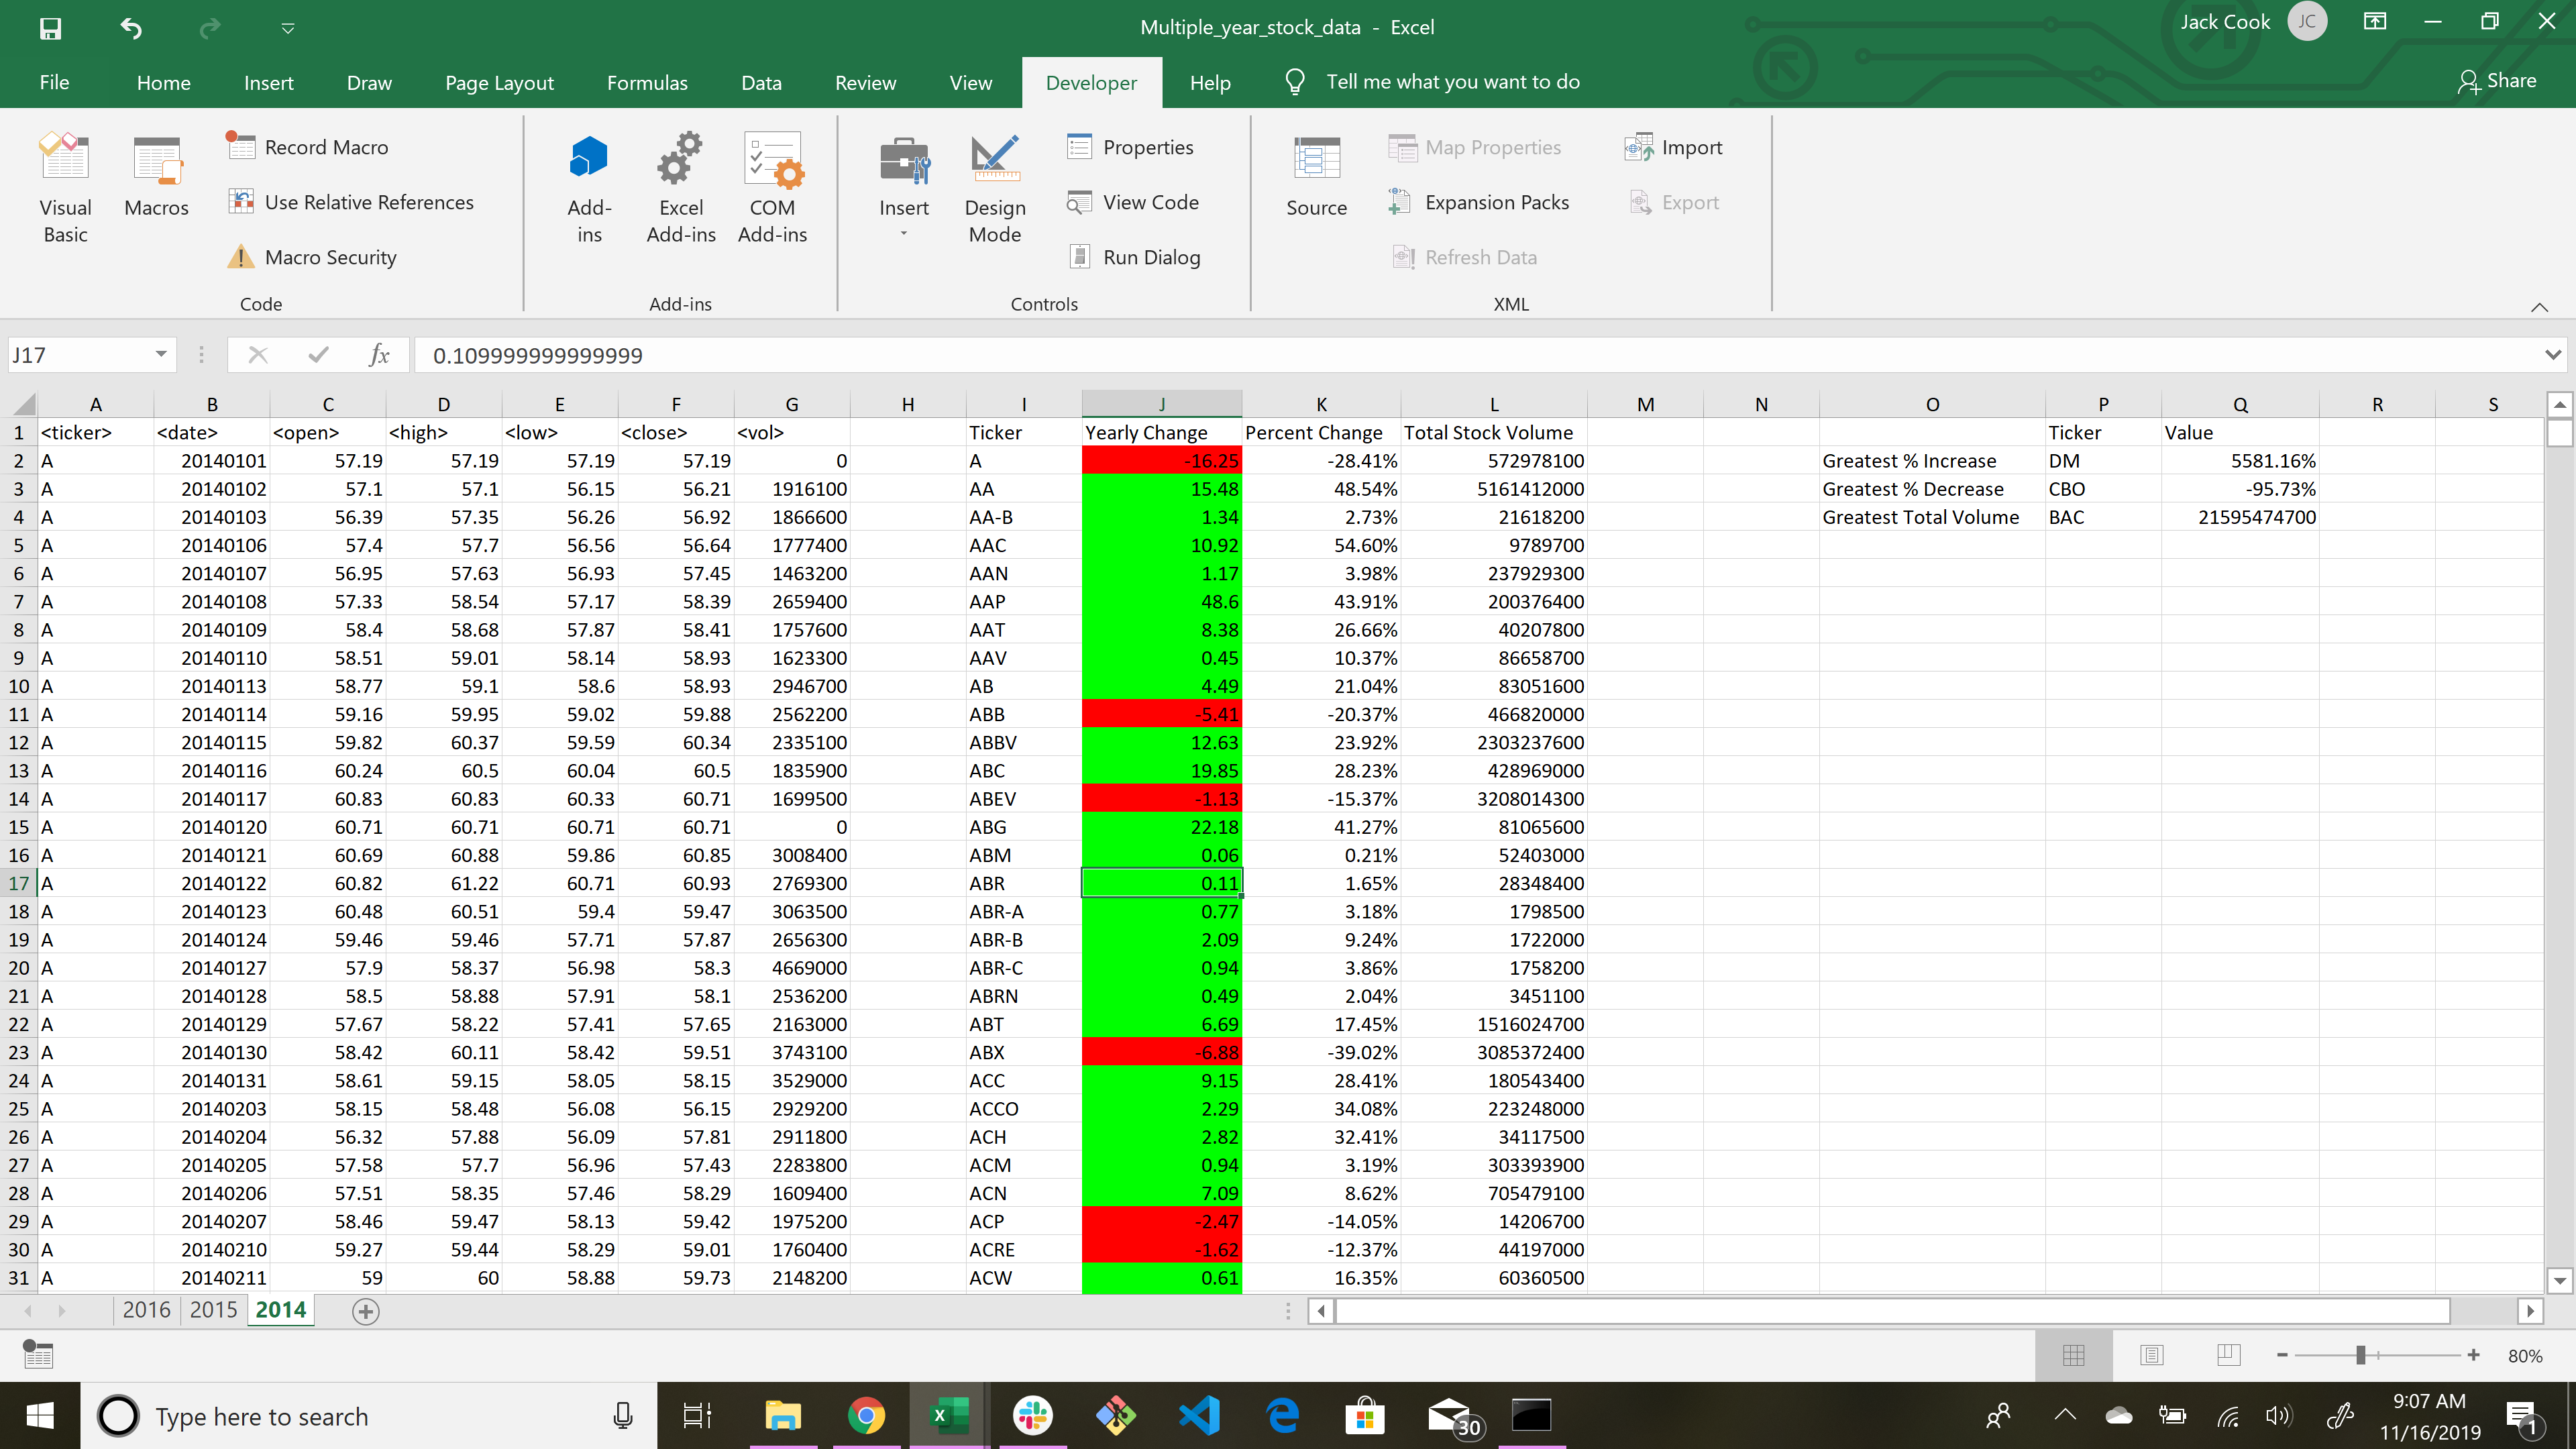 Multiple_year_stock_data - Excel
Jack Cook JC
File Home Insert Draw Page Layout Formulas Data Review View Developer Help Tell me what you want to do Share
Visual Basic
Macros
Record Macro
Use Relative References
Macro Security
Code
Add-ins
Excel Add-ins
COM Add-ins
Add-ins
Insert
Design Mode
Properties
View Code
Run Dialog
Controls
Source
Map Properties
Expansion Packs
Refresh Data
Import
Export
XML
J17 fx 0.109999999999999
A B C D E F G H I J K L M N O P Q R S
1 <ticker> <date> <open> <high> <low> <close> <vol> Ticker Yearly Change Percent Change Total Stock Volume Ticker Value
2 A 20140101 57.19 57.19 57.19 57.19 0 A -16.25 -28.41% 572978100 Greatest % Increase DM 5581.16%
3 A 20140102 57.1 57.1 56.15 56.21 1916100 AA 15.48 48.54% 5161412000 Greatest % Decrease CBO -95.73%
4 A 20140103 56.39 57.35 56.26 56.92 1866600 AA-B 1.34 2.73% 21618200 Greatest Total Volume BAC 21595474700
5 A 20140106 57.4 57.7 56.56 56.64 1777400 AAC 10.92 54.60% 9789700
6 A 20140107 56.95 57.63 56.93 57.45 1463200 AAN 1.17 3.98% 237929300
7 A 20140108 57.33 58.54 57.17 58.39 2659400 AAP 48.6 43.91% 200376400
8 A 20140109 58.4 58.68 57.87 58.41 1757600 AAT 8.38 26.66% 40207800
9 A 20140110 58.51 59.01 58.14 58.93 1623300 AAV 0.45 10.37% 86658700
10 A 20140113 58.77 59.1 58.6 58.93 2946700 AB 4.49 21.04% 83051600
11 A 20140114 59.16 59.95 59.02 59.88 2562200 ABB -5.41 -20.37% 466820000
12 A 20140115 59.82 60.37 59.59 60.34 2335100 ABBV 12.63 23.92% 2303237600
13 A 20140116 60.24 60.5 60.04 60.5 1835900 ABC 19.85 28.23% 428969000
14 A 20140117 60.83 60.83 60.33 60.71 1699500 ABEV -1.13 -15.37% 3208014300
15 A 20140120 60.71 60.71 60.71 60.71 0 ABG 22.18 41.27% 81065600
16 A 20140121 60.69 60.88 59.86 60.85 3008400 ABM 0.06 0.21% 52403000
17 A 20140122 60.82 61.22 60.71 60.93 2769300 ABR 0.11 1.65% 28348400
18 A 20140123 60.48 60.51 59.4 59.47 3063500 ABR-A 0.77 3.18% 1798500
19 A 20140124 59.46 59.46 57.71 57.87 2656300 ABR-B 2.09 9.24% 1722000
20 A 20140127 57.9 58.37 56.98 58.3 4669000 ABR-C 0.94 3.86% 1758200
21 A 20140128 58.5 58.88 57.91 58.1 2536200 ABRN 0.49 2.04% 3451100
22 A 20140129 57.67 58.22 57.41 57.65 2163000 ABT 6.69 17.45% 1516024700
23 A 20140130 58.42 60.11 58.42 59.51 3743100 ABX -6.88 -39.02% 3085372400
24 A 20140131 58.61 59.15 58.05 58.15 3529000 ACC 9.15 28.41% 180543400
25 A 20140203 58.15 58.48 56.08 56.15 2929200 ACCO 2.29 34.08% 223248000
26 A 20140204 56.32 57.88 56.09 57.81 2911800 ACH 2.82 32.41% 34117500
27 A 20140205 57.58 57.7 56.96 57.43 2283800 ACM 0.94 3.19% 303393900
28 A 20140206 57.51 58.35 57.46 58.29 1609400 ACN 7.09 8.62% 705479100
29 A 20140207 58.46 59.47 58.13 59.42 1975200 ACP -2.47 -14.05% 14206700
30 A 20140210 59.27 59.44 58.29 59.01 1760400 ACRE -1.62 -12.37% 44197000
31 A 20140211 59 60 58.88 59.73 2148200 ACW 0.61 16.35% 60360500
2016 2015 2014
80%
Type here to search
30
9:07 AM
11/16/2019
1